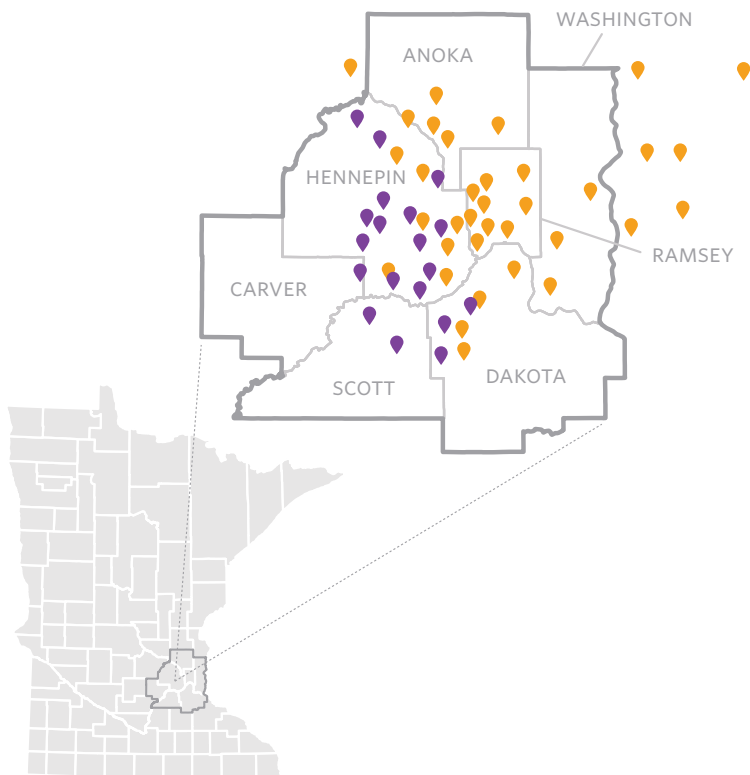 WASHINGTON
ANOKA
HENNEPIN
RAMSEY
CARVER
DAKOTA
SCOTT